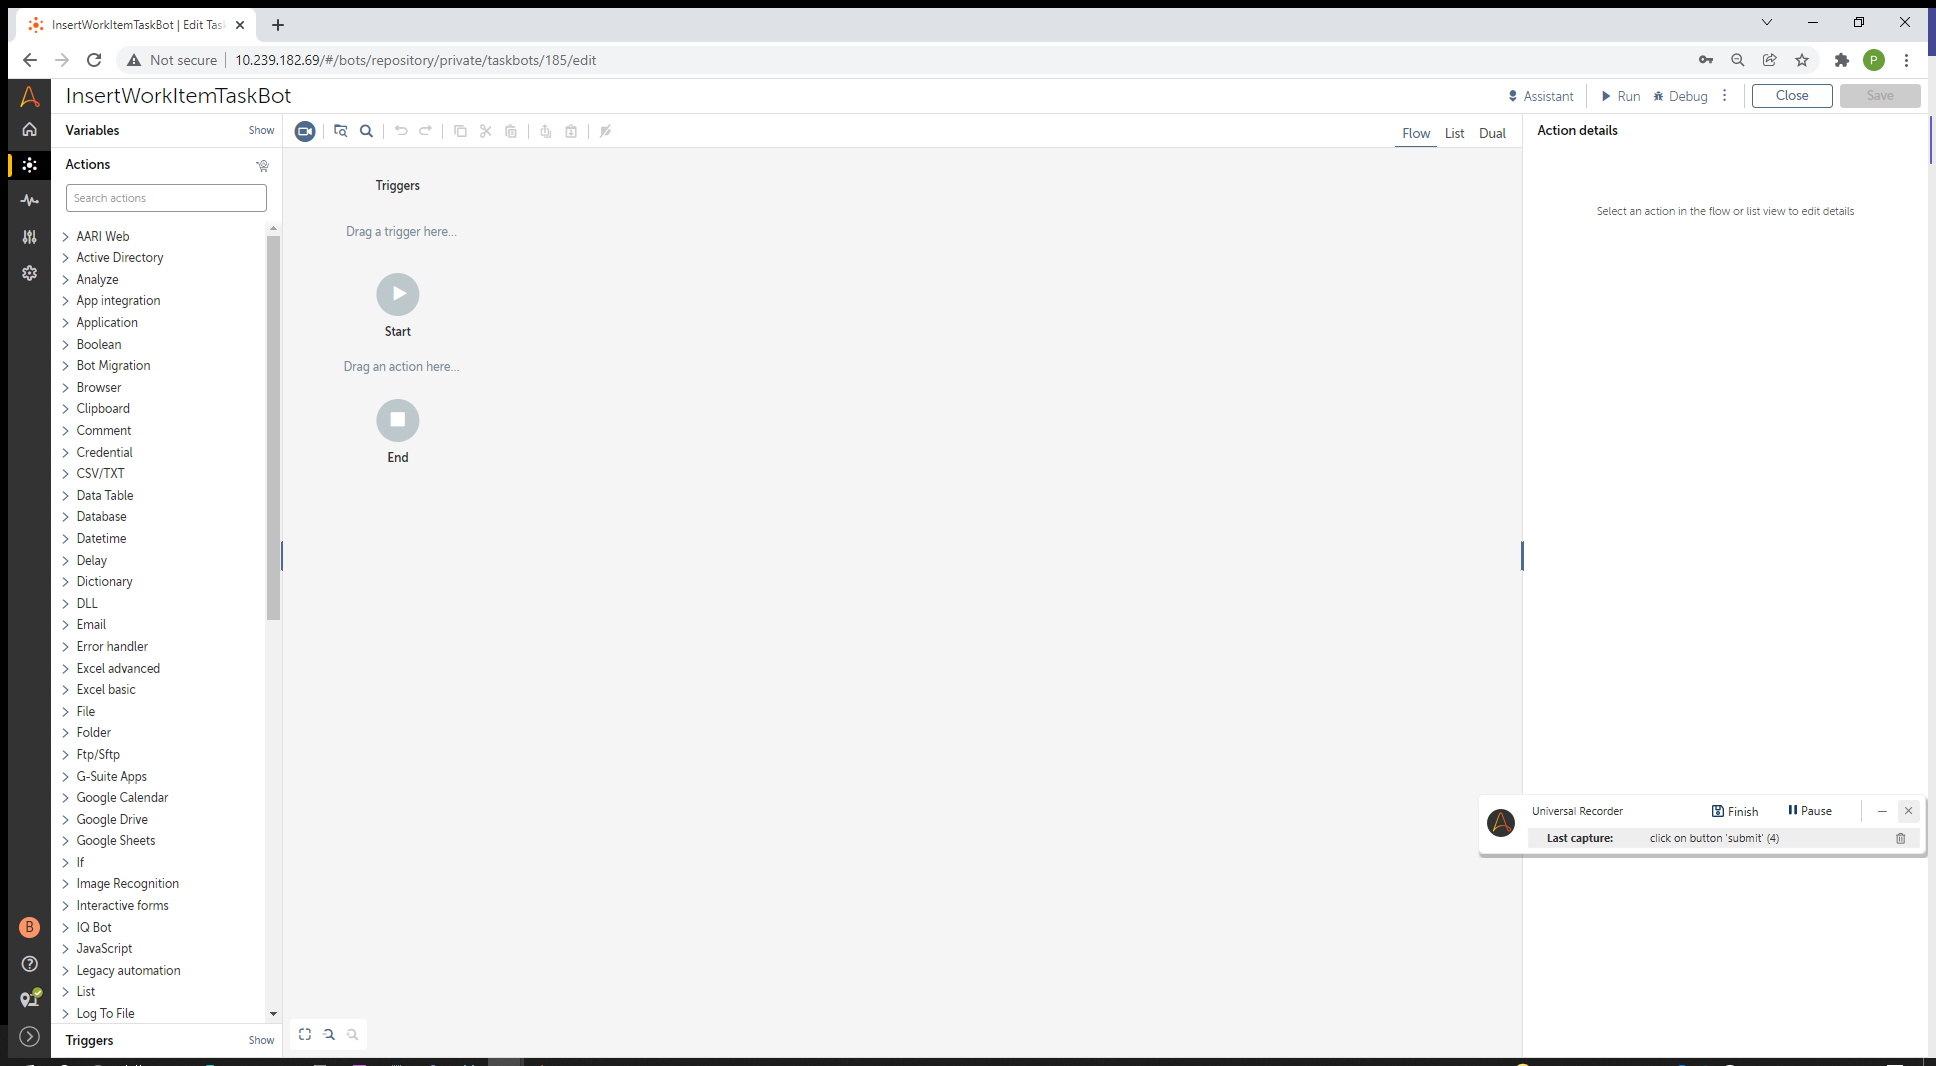 InsertWorkItemTaskBot | Edit Tas
Not secure
10.239.182.69/#/bots/repository/private/taskbots/185/edit
P
InsertWorkItemTaskBot
Assistant
Run
Debug
Close
Save
Variables
Show
Flow
List
Dual
Action details
Actions
Search actions
Triggers
Drag a trigger here...
Start
Drag an action here...
End
Select an action in the flow or list view to edit details
AARI Web
Active Directory
Analyze
App integration
Application
Boolean
Bot Migration
Browser
Clipboard
Comment
Credential
CSV/TXT
Data Table
Database
Datetime
Delay
Dictionary
DLL
Email
Error handler
Excel advanced
Excel basic
File
Folder
Ftp/Sftp
G-Suite Apps
Google Calendar
Google Drive
Google Sheets
If
Image Recognition
Interactive forms
IQ Bot
JavaScript
Legacy automation
List
Log To File
Triggers
Show
B
Universal Recorder
Finish
Pause
Last capture:
click on button 'submit' (4)